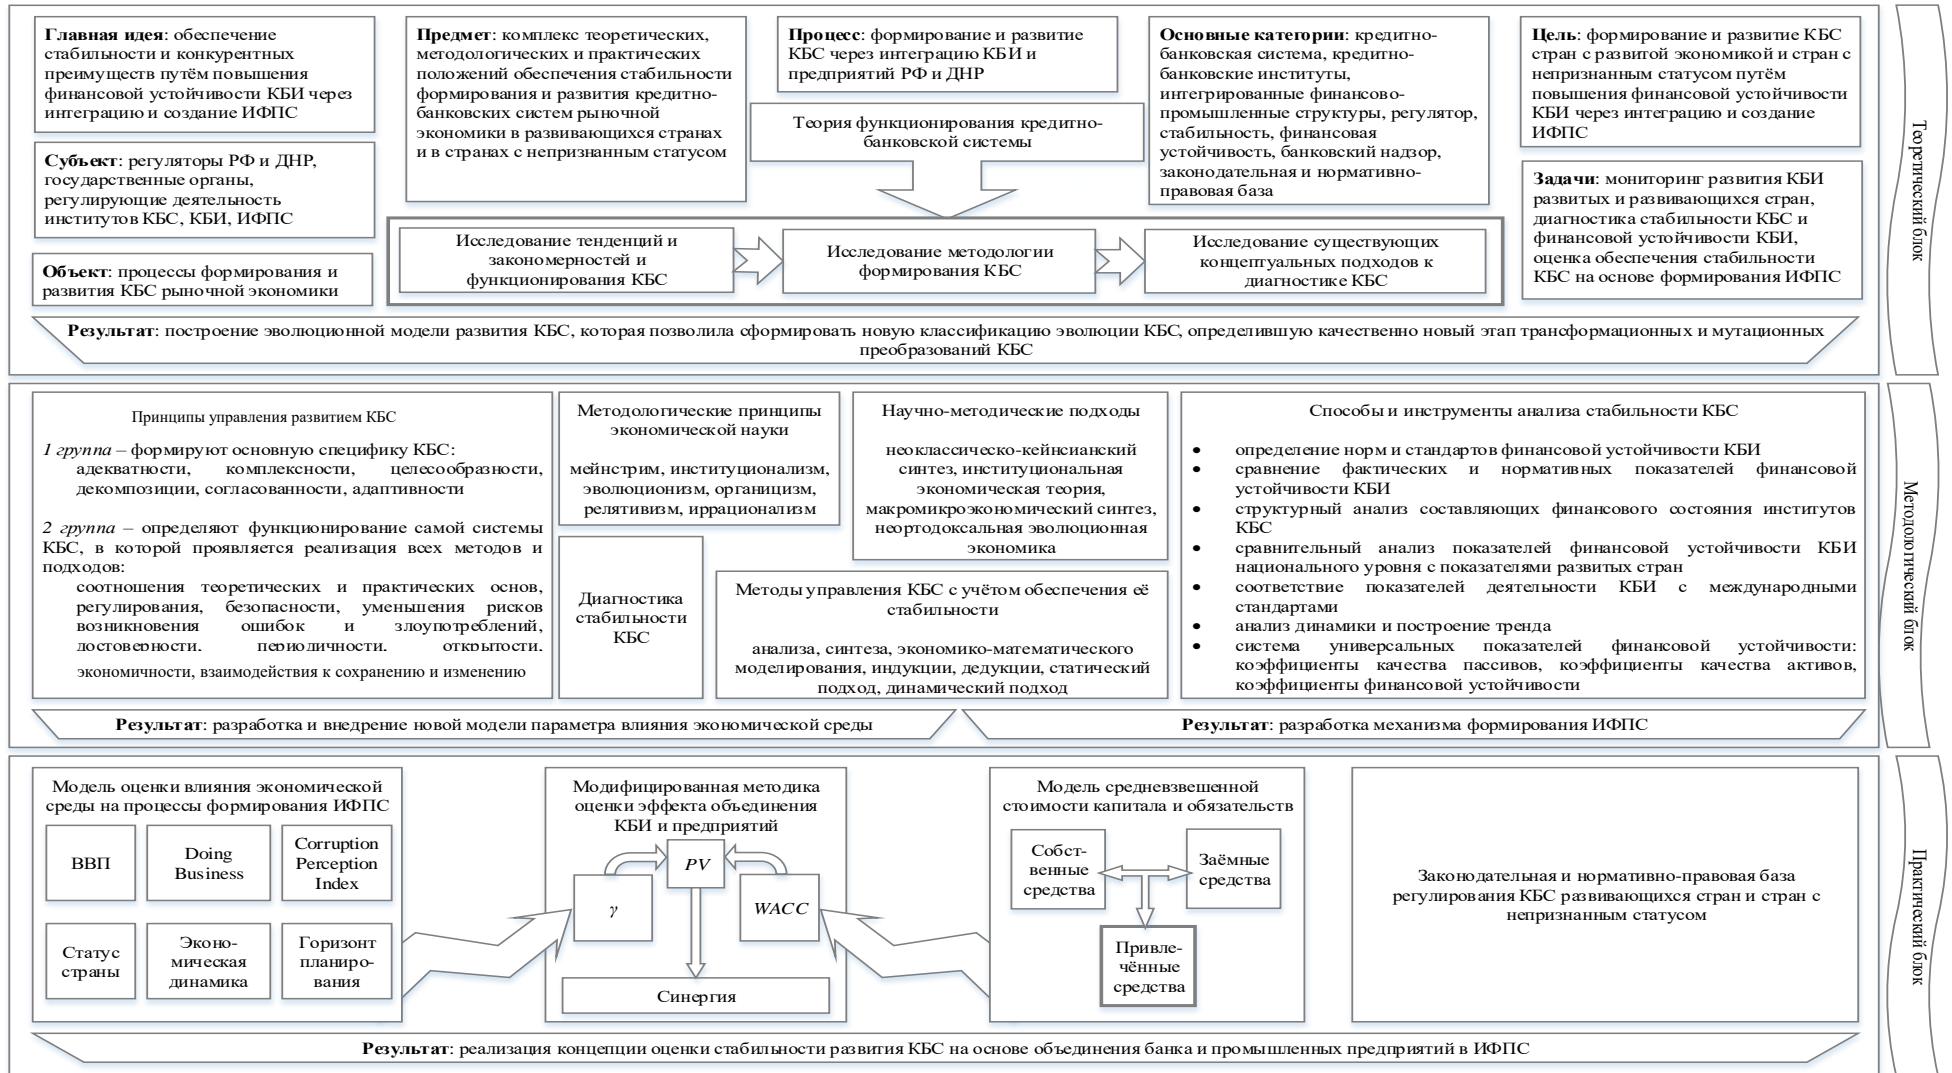 Главная идея: обеспечение
стабильности и конкурентных
преимуществ путём повышения
финансовой устойчивости КБИ через
интеграцию и создание ИФПС
Субъект: регуляторы РФ и ДНР,
государственные органы,
регулирующие деятельность
институтов КБС, КБИ, ИФПС
Объект: процессы формирования и
развития КБС рыночной экономики
Предмет: комплекс теоретических,
методологических и практических
положений обеспечения стабильности
формирования и развития кредитно-
банковских систем рыночной
экономики в развивающихся странах
и в странах с непризнанным статусом
Процесс: формирование и развитие
КБС через интеграцию КБИ и
предприятий РФ и ДНР
Теория функционирования кредитно-
банковской системы
Основные категории: кредитно-
банковская система, кредитно-
банковские институты,
интегрированные финансово-
промышленные структуры, регулятор,
стабильность, финансовая
устойчивость, банковский надзор,
законодательная и нормативно-
правовая база
Цель: формирование и развитие КБС
стран с развитой экономикой и стран с
непризнанным статусом путём
повышения финансовой устойчивости
КБИ через интеграцию и создание
ИФПС
Задачи: мониторинг развития КБИ
развитых и развивающихся стран,
диагностика стабильности КБС и
финансовой устойчивости КБИ,
оценка обеспечения стабильности
КБС на основе формирования ИФПС
Исследование тенденций и
закономерностей и
функционирования КБС
Исследование методологии
формирования КБС
Исследование существующих
концептуальных подходов к
диагностике КБС
Результат: построение эволюционной модели развития КБС, которая позволила сформировать новую классификацию эволюции КБС, определившую качественно новый этап трансформационных и мутационных
преобразований КБС
Теоретический блок
Принципы управления развитием КБС
1 группа – формируют основную специфику КБС:
адекватности, комплексности, целесообразности,
декомпозиции, согласованности, адаптивности
2 группа – определяют функционирование самой системы
КБС, в которой проявляется реализация всех методов и
подходов:
соотношения теоретических и практических основ,
регулирования, безопасности, уменьшения рисков
возникновения ошибок и злоупотреблений,
достоверности, периодичности, открытости,
экономичности, взаимодействия к сохранению и изменению
Методологические принципы
экономической науки
мейнстрим, институционализм,
эволюционизм, органицизм,
релятивизм, иррационализм
Научно-методические подходы
неоклассическо-кейнсианский
синтез, институциональная
экономическая теория,
макромикроэкономический синтез,
неортодоксальная эволюционная
экономика
Диагностика
стабильности
КБС
Методы управления КБС с учётом обеспечения её
стабильности
анализа, синтеза, экономико-математического
моделирования, индукции, дедукции, статический
подход, динамический подход
Способы и инструменты анализа стабильности КБС
• определение норм и стандартов финансовой устойчивости КБИ
• сравнение фактических и нормативных показателей финансовой
устойчивости КБИ
• структурный анализ составляющих финансового состояния институтов
КБС
• сравнительный анализ показателей финансовой устойчивости КБИ
национального уровня с показателями развитых стран
• соответствие показателей деятельности КБИ с международными
стандартами
• анализ динамики и построение тренда
• система универсальных показателей финансовой устойчивости:
коэффициенты качества пассивов, коэффициенты качества активов,
коэффициенты финансовой устойчивости
Результат: разработка и внедрение новой модели параметра влияния экономической среды
Результат: разработка механизма формирования ИФПС
Методологический блок
Модель оценки влияния экономической
среды на процессы формирования ИФПС
ВВП
Doing
Business
Corruption
Perception
Index
Статус
страны
Эконо-
мическая
динамика
Горизонт
планиро-
вания
Модифицированная методика
оценки эффекта объединения
КБИ и предприятий
PV
γ
WACC
Синергия
Модель средневзвешенной
стоимости капитала и обязательств
Собст-
венные
средства
Заёмные
средства
Привле-
чённые
средства
Законодательная и нормативно-правовая база
регулирования КБС развивающихся стран и стран с
непризнанным статусом
Результат: реализация концепции оценки стабильности развития КБС на основе объединения банка и промышленных предприятий в ИФПС
Практический блок